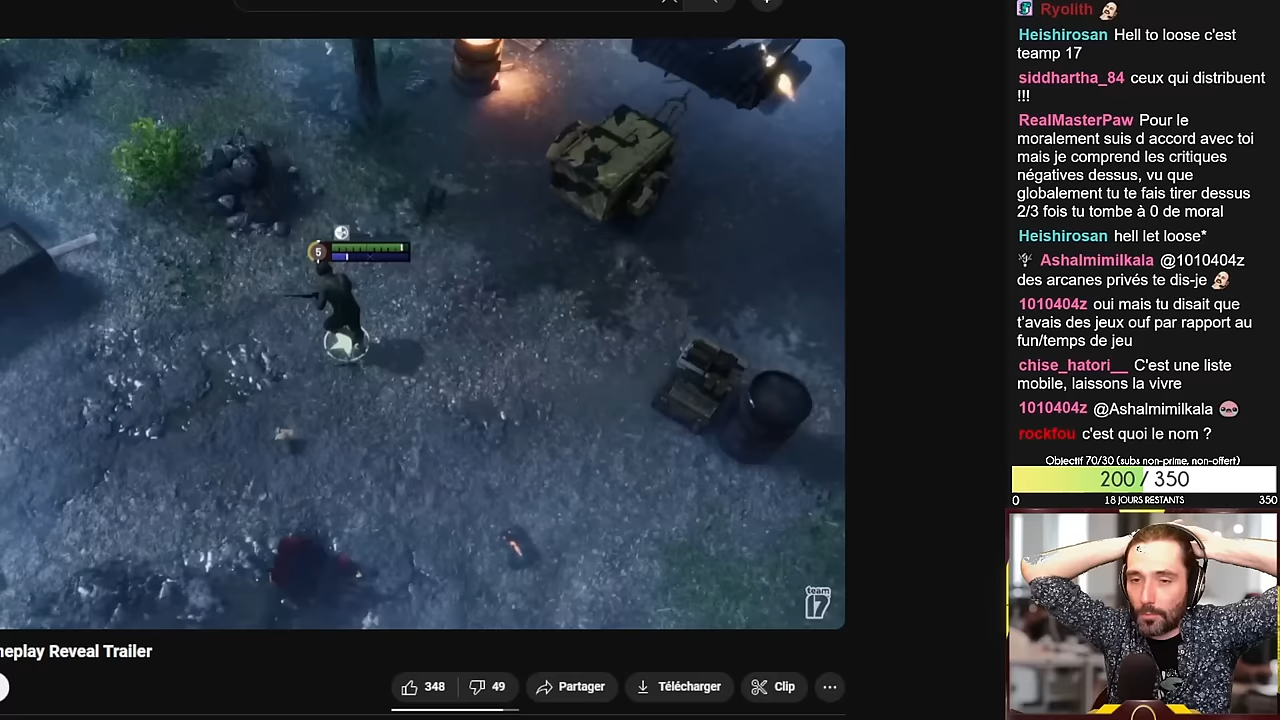 Ryolith
Heishirosan Hell to loose c'est
teamp 17
siddhartha_84 ceux qui distribuent
!!!
RealMasterPaw Pour le
moralement suis d accord avec toi
mais je comprend les critiques
négatives dessus, vu que
globalement tu te fais tirer dessus
2/3 fois tu tombe à 0 de moral
Heishirosan hell let loose*
Ashalmimilkala @1010404z
des arcanes privés te dis-je
1010404z oui mais tu disait que
t'avais des jeux ouf par rapport au
fun/temps de jeu
chise_hatori__ C'est une liste
mobile, laissons la vivre
1010404z @Ashalmimilkala
rockfou c'est quoi le nom ?
Objectif 70/30 (subs non-prime, non-offert)
200 / 350
0 18 JOURS RESTANTS 350
5
team
17
eplay Reveal Trailer
348 49 Partager Télécharger Clip